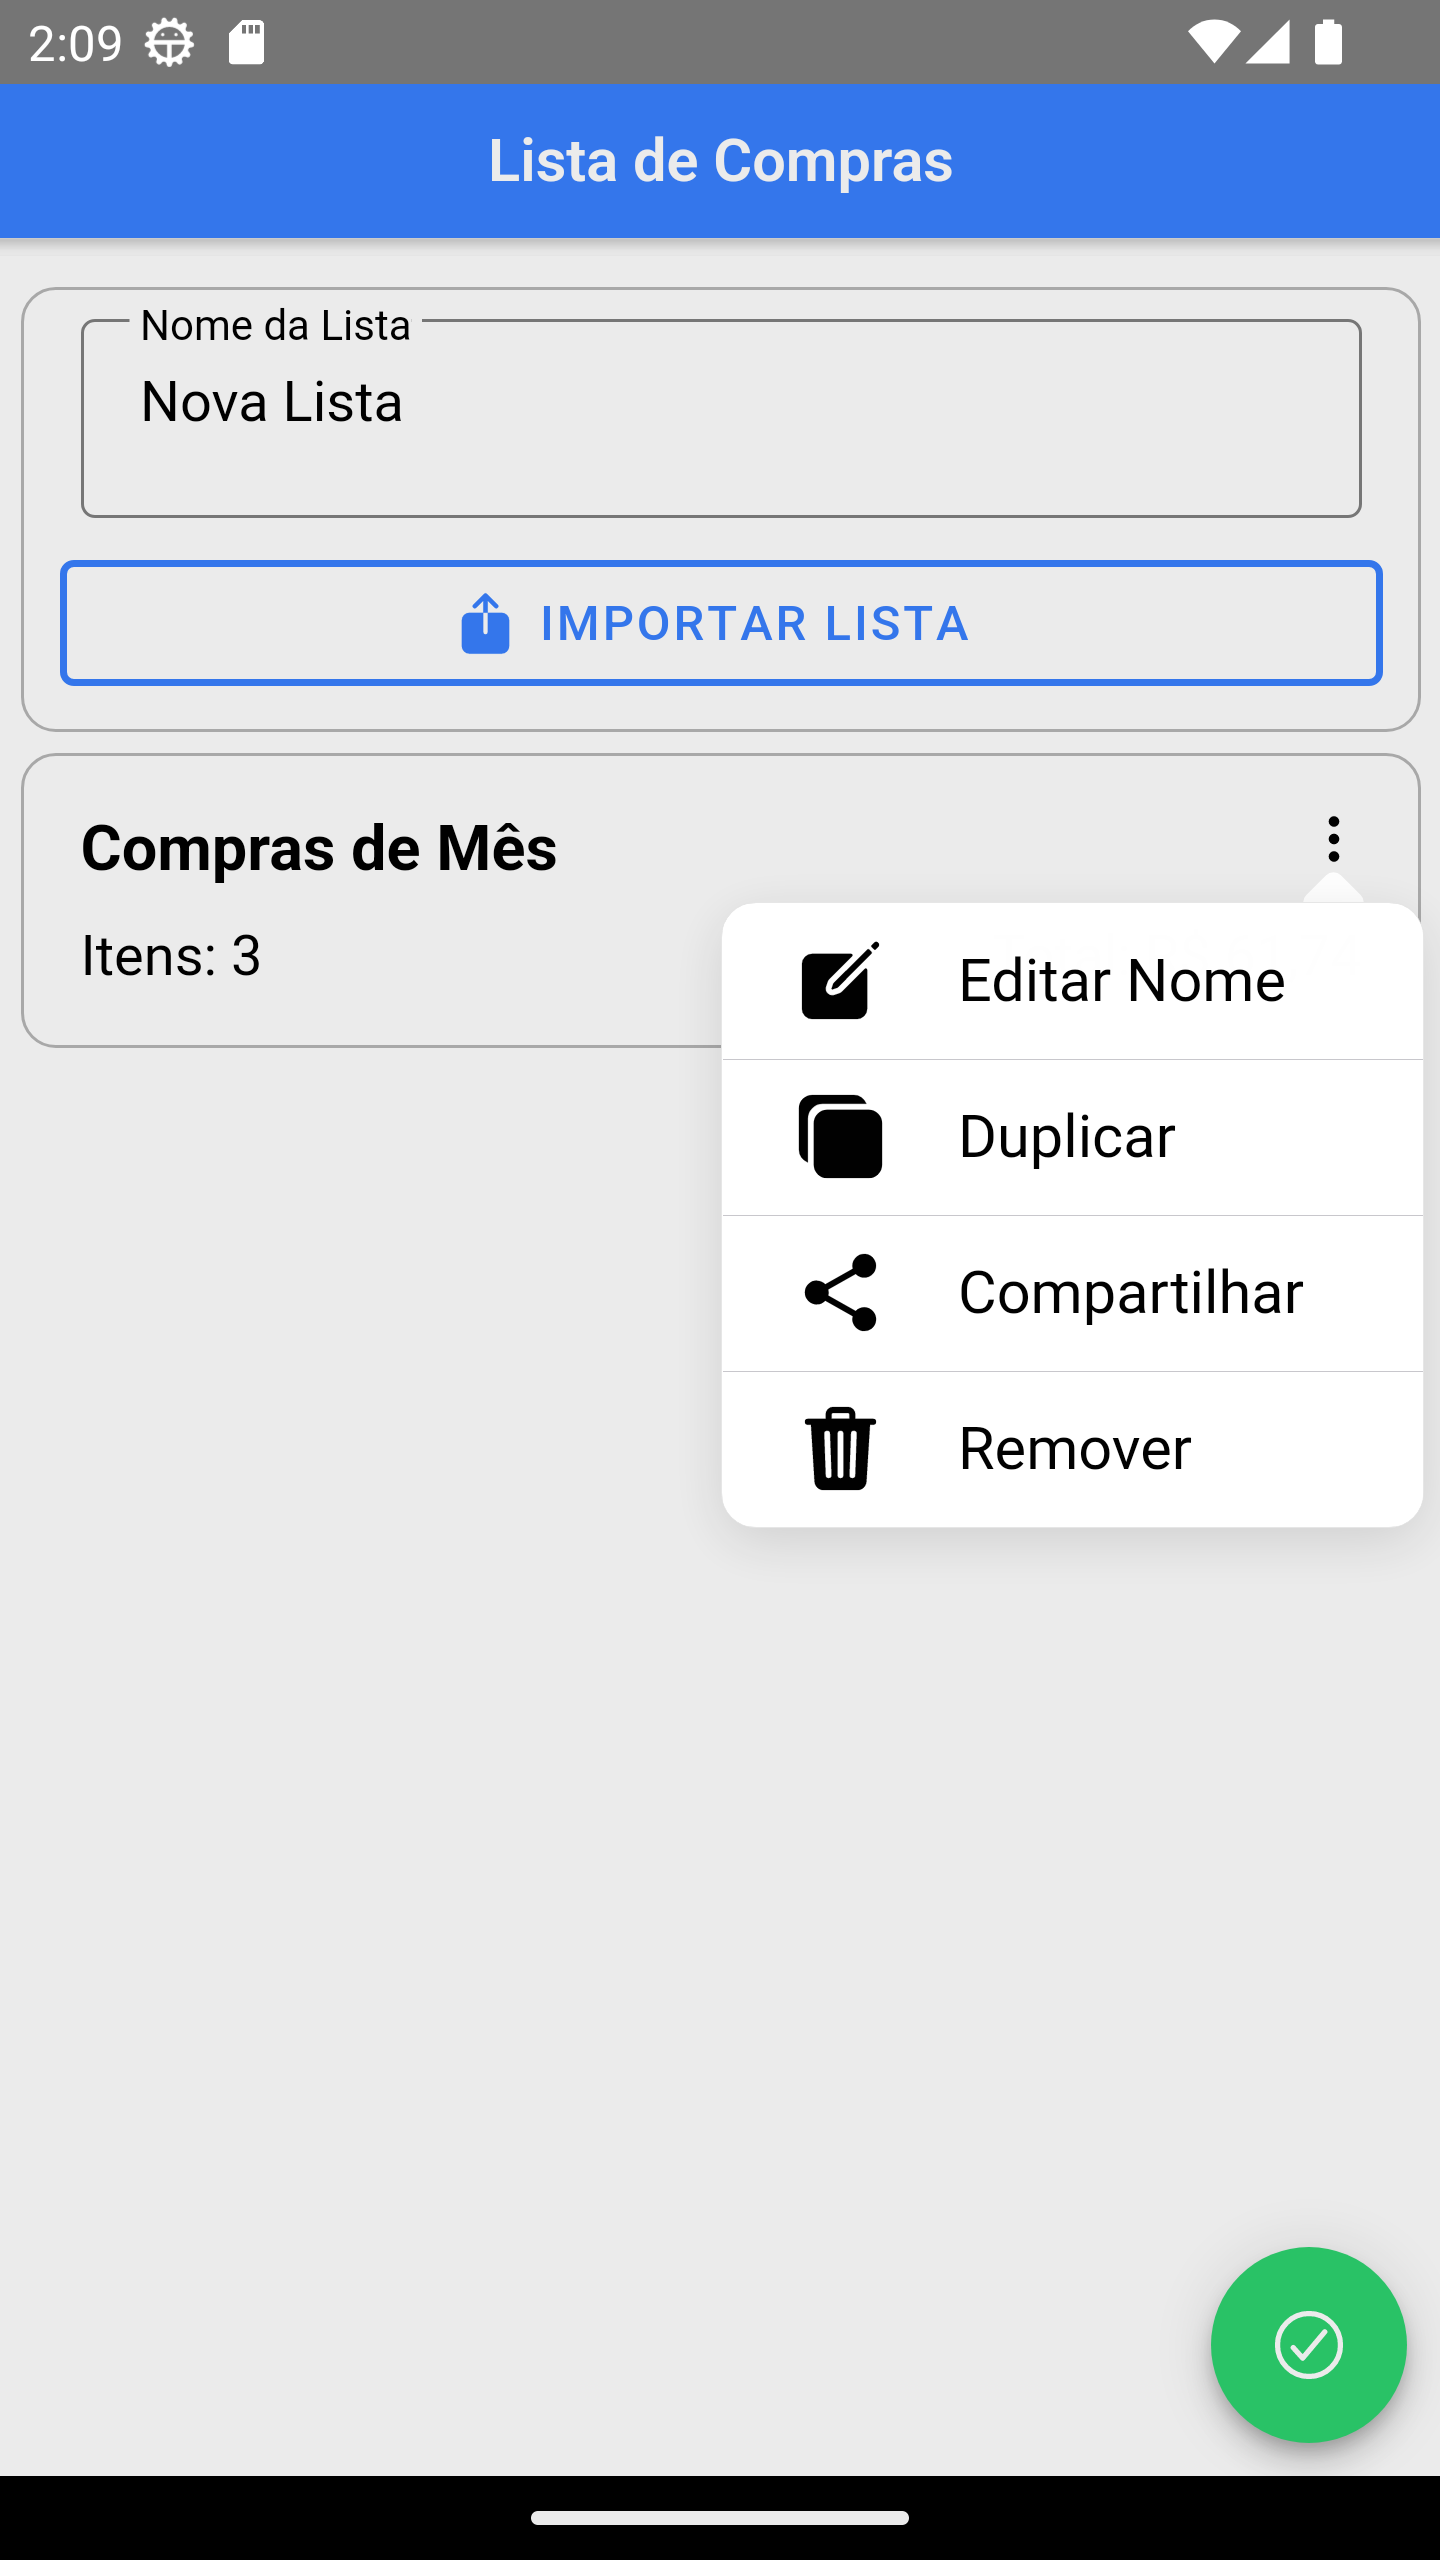 2:09
Lista de Compras
Nome da Lista
Nova Lista
IMPORTAR LISTA
Compras de Mês
Itens: 3
Editar Nome
Duplicar
Compartilhar
Remover